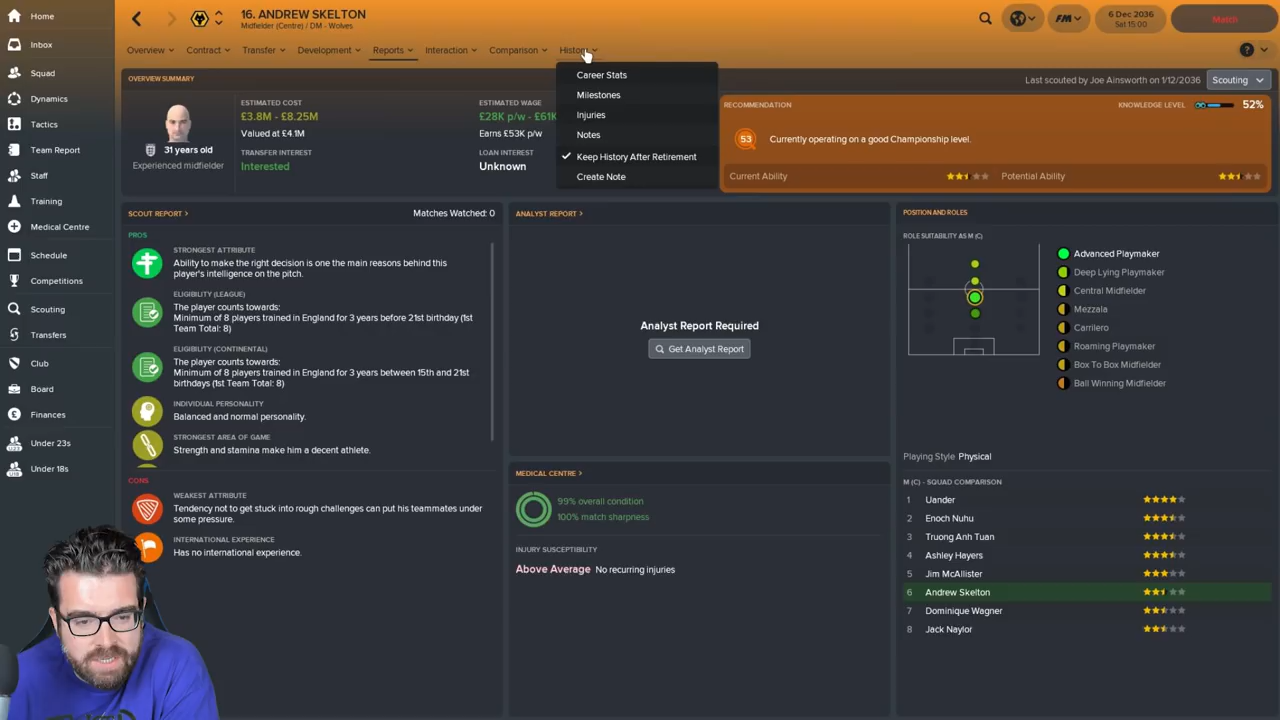 Home
Inbox
Squad
Dynamics
Tactics
Team Report
Staff
Training
Medical Centre
Schedule
Competitions
Scouting
Transfers
Club
Board
Finances
Under 23s
Under 18s
16. ANDREW SKELTON
Midfielder (Centre) / DM - Wolves
FM
6 Dec 2036
Sat 15:00
Match
Overview
Contract
Transfer
Development
Reports
Interaction
Comparison
History
?
Career Stats
Milestones
Injuries
Notes
Keep History After Retirement
Create Note
OVERVIEW SUMMARY
Last scouted by Joe Ainsworth on 1/12/2036
Scouting
31 years old
Experienced midfielder
ESTIMATED COST
£3.8M - £8.25M
Valued at £4.1M
TRANSFER INTEREST
Interested
ESTIMATED WAGE
£28K p/w - £61K
Earns £53K p/w
LOAN INTEREST
Unknown
RECOMMENDATION
KNOWLEDGE LEVEL
52%
53
Currently operating on a good Championship level.
Current Ability
Potential Ability
SCOUT REPORT >
Matches Watched: 0
PROS
STRONGEST ATTRIBUTE
Ability to make the right decision is one the main reasons behind this
player's intelligence on the pitch.
ELIGIBILITY (LEAGUE)
The player counts towards:
Minimum of 8 players trained in England for 3 years before 21st birthday (1st
Team Total: 8)
ELIGIBILITY (CONTINENTAL)
The player counts towards:
Minimum of 8 players trained in England for 3 years between 15th and 21st
birthdays (1st Team Total: 8)
INDIVIDUAL PERSONALITY
Balanced and normal personality.
STRONGEST AREA OF GAME
Strength and stamina make him a decent athlete.
CONS
WEAKEST ATTRIBUTE
Tendency not to get stuck into rough challenges can put his teammates under
some pressure.
INTERNATIONAL EXPERIENCE
Has no international experience.
ANALYST REPORT >
Analyst Report Required
Get Analyst Report
MEDICAL CENTRE >
99% overall condition
100% match sharpness
INJURY SUSCEPTIBILITY
Above Average No recurring injuries
POSITION AND ROLES
ROLE SUITABILITY AS M (C)
Advanced Playmaker
Deep Lying Playmaker
Central Midfielder
Mezzala
Carrilero
Roaming Playmaker
Box To Box Midfielder
Ball Winning Midfielder
Playing Style Physical
M (C) - SQUAD COMPARISON
1 Uander
2 Enoch Nuhu
3 Truong Anh Tuan
4 Ashley Hayers
5 Jim McAllister
6 Andrew Skelton
7 Dominique Wagner
8 Jack Naylor